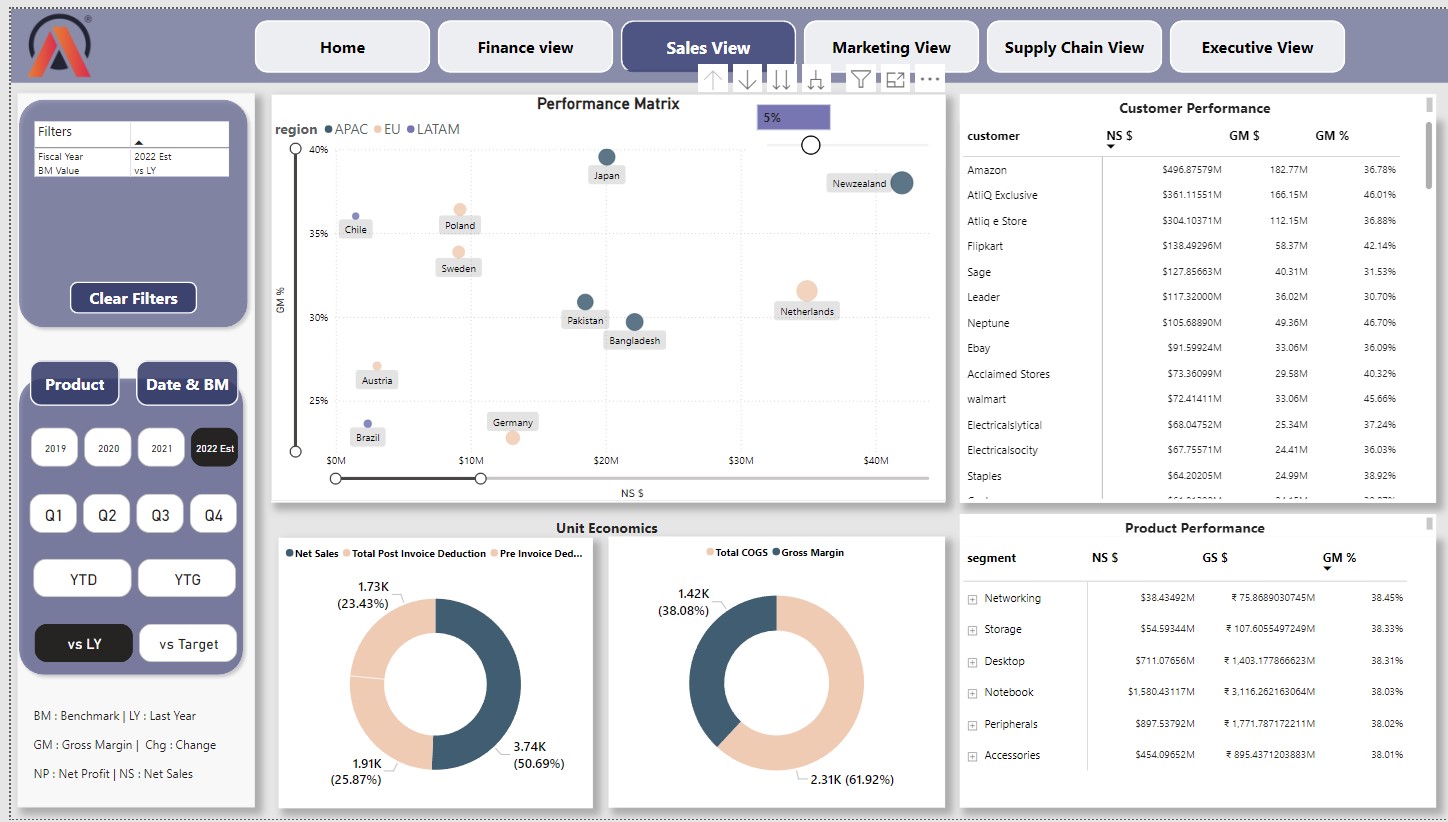 Home
Finance view
Sales View
Marketing View
Supply Chain View
Executive View
Filters
Fiscal Year 2022 Est
BM Value vs LY
Clear Filters
Product
Date & BM
2019 2020 2021 2022 Est
Q1 Q2 Q3 Q4
YTD YTG
vs LY vs Target
BM : Benchmark | LY : Last Year
GM : Gross Margin | Chg : Change
NP : Net Profit | NS : Net Sales
Performance Matrix
5%
region APAC EU LATAM
40%
35%
30%
25%
GM %
Japan
Newzealand
Chile
Poland
Sweden
Netherlands
Pakistan
Bangladesh
Austria
Germany
Brazil
$0M $10M $20M $30M $40M
NS $
Customer Performance
customer NS $ GM $ GM %
Amazon $496.87579M 182.77M 36.78%
AtliQ Exclusive $361.11551M 166.15M 46.01%
Atliq e Store $304.10371M 112.15M 36.88%
Flipkart $138.49296M 58.37M 42.14%
Sage $127.85663M 40.31M 31.53%
Leader $117.32000M 36.02M 30.70%
Neptune $105.68890M 49.36M 46.70%
Ebay $91.59924M 33.06M 36.09%
Acclaimed Stores $73.36099M 29.58M 40.32%
walmart $72.41411M 33.06M 45.66%
Electricalslytical $68.04752M 25.34M 37.24%
Electricalsocity $67.75571M 24.41M 36.03%
Staples $64.20205M 24.99M 38.92%
Unit Economics
Net Sales Total Post Invoice Deduction Pre Invoice Ded...
1.73K
(23.43%)
1.91K
(25.87%)
3.74K
(50.69%)
Total COGS Gross Margin
1.42K
(38.08%)
2.31K (61.92%)
Product Performance
segment NS $ GS $ GM %
Networking $38.43492M ₹ 75.8689030745M 38.45%
Storage $54.59344M ₹ 107.6055497249M 38.33%
Desktop $711.07656M ₹ 1,403.177866623M 38.31%
Notebook $1,580.43117M ₹ 3,116.262163064M 38.03%
Peripherals $897.53792M ₹ 1,771.787172211M 38.02%
Accessories $454.09652M ₹ 895.4371203883M 38.01%